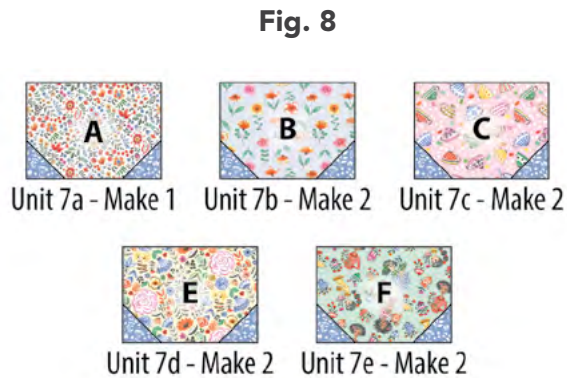 Fig. 8
A B C
Unit 7a - Make 1 Unit 7b - Make 2 Unit 7c - Make 2
E F
Unit 7d - Make 2 Unit 7e - Make 2